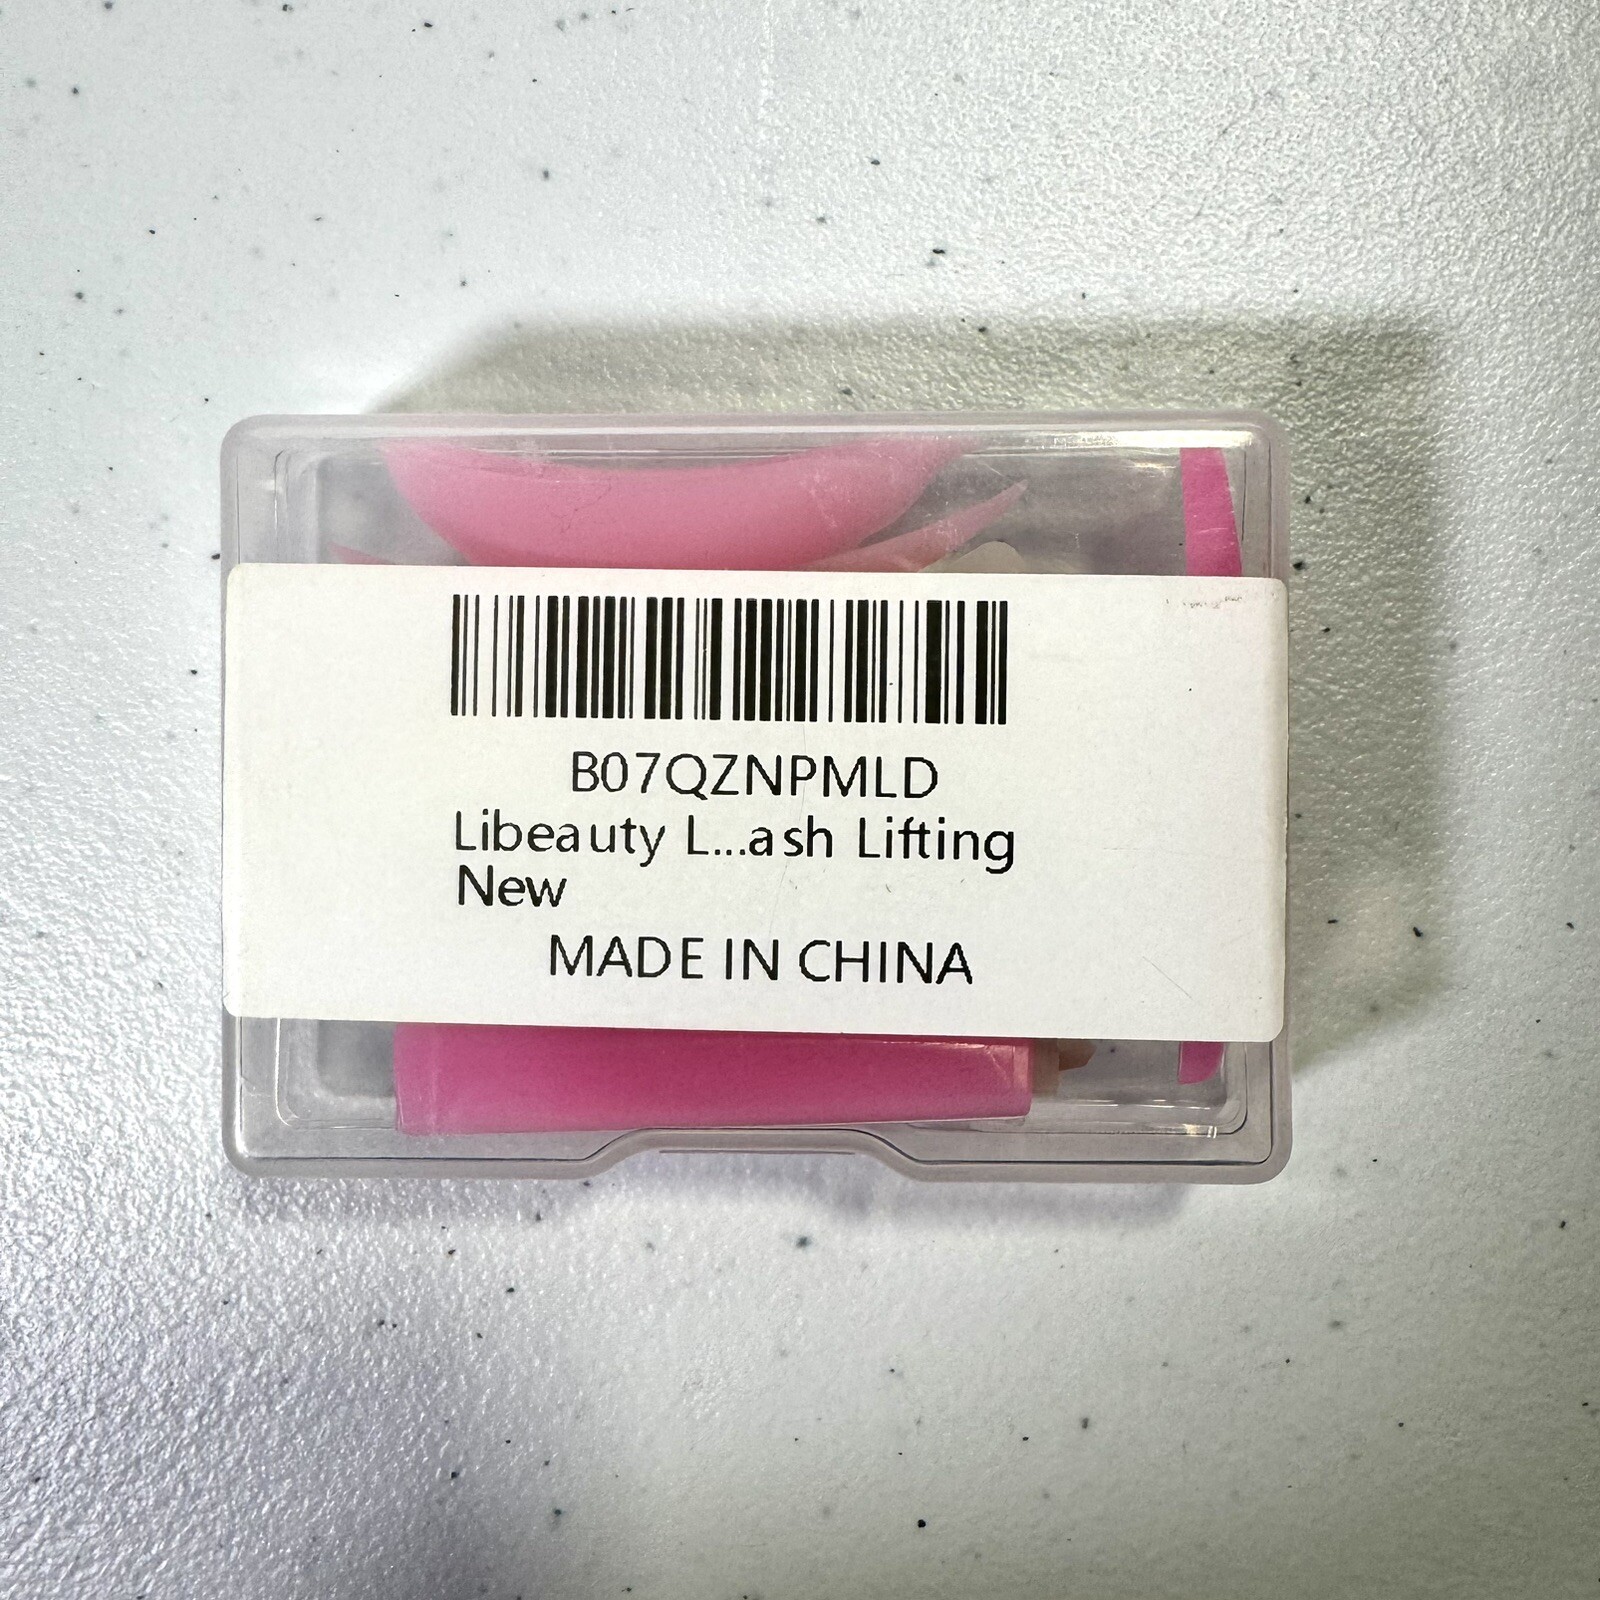 B07QZNPMLD
Libeauty L...ash Lifting
New
MADE IN CHINA